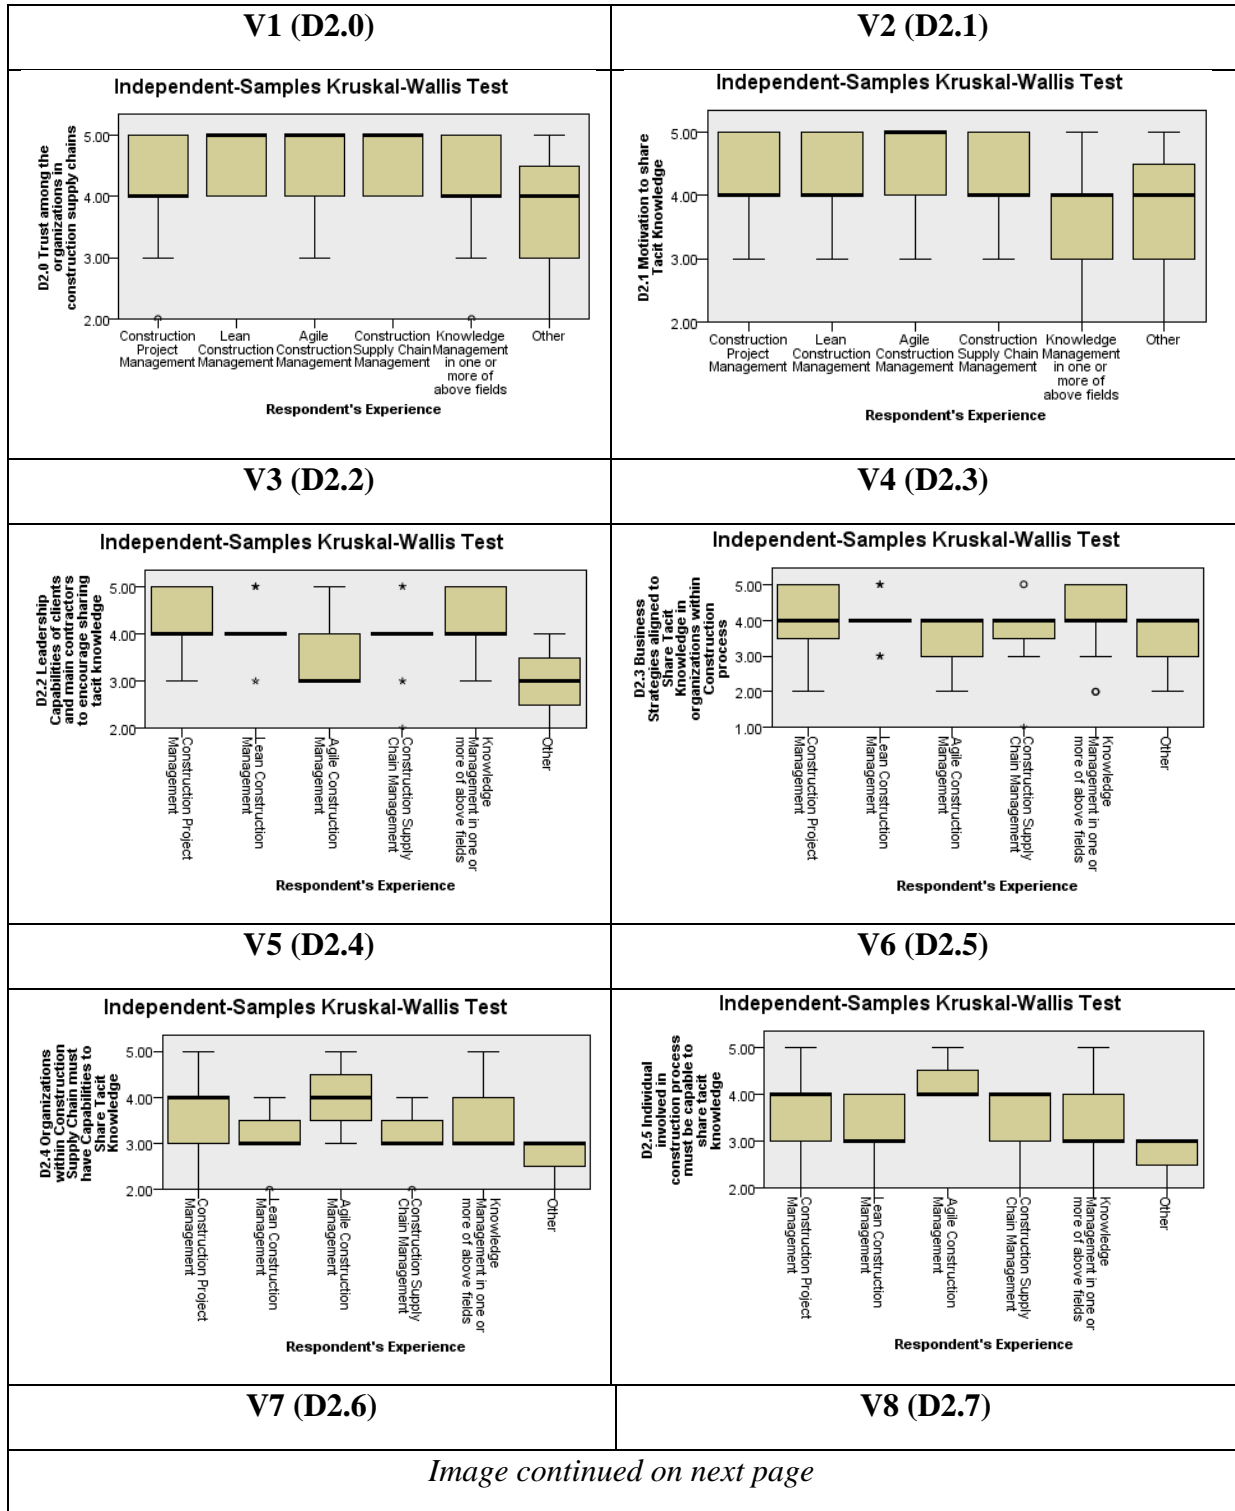 V1 (D2.0)
V2 (D2.1)
Independent-Samples Kruskal-Wallis Test
D2.0 Trust among the
organizations in
construction supply chains
5.00
4.00
3.00
2.00
Construction
Project
Management
Lean
Construction
Management
Agile
Construction
Management
Construction
Supply Chain
Management
Knowledge
Management
in one or
more of
above fields
Other
Respondent's Experience
Independent-Samples Kruskal-Wallis Test
D2.1 Motivation to share
Tacit Knowledge
5.00
4.00
3.00
2.00
Construction
Project
Management
Lean
Construction
Management
Agile
Construction
Management
Construction
Supply Chain
Management
Knowledge
Management
in one or
more of
above fields
Other
Respondent's Experience
V3 (D2.2)
V4 (D2.3)
Independent-Samples Kruskal-Wallis Test
D2.2 Leadership
Capabilities of clients
and main contractors
to encourage sharing
tacit knowledge
5.00
4.00
3.00
2.00
Construction Project
Management
Lean Construction
Management
Agile Construction
Management
Construction Supply
Chain Management
Knowledge
Management in one or
more of above fields
Other
Respondent's Experience
Independent-Samples Kruskal-Wallis Test
D2.3 Business
Strategies aligned to
Share Tacit
Knowledge in
organizations within
Construction
process
5.00
4.00
3.00
2.00
1.00
Construction Project
Management
Lean Construction
Management
Agile Construction
Management
Construction Supply
Chain Management
Knowledge
Management in one or
more of above fields
Other
Respondent's Experience
V5 (D2.4)
V6 (D2.5)
Independent-Samples Kruskal-Wallis Test
D2.4 Organizations
within Construction
Supply Chain must
have Capabilities to
Share Tacit
Knowledge
5.00
4.00
3.00
2.00
Construction Project
Management
Lean Construction
Management
Agile Construction
Management
Construction Supply
Chain Management
Knowledge
Management in one or
more of above fields
Other
Respondent's Experience
Independent-Samples Kruskal-Wallis Test
D2.5 Individual
involved in
construction process
must be capable to
share tacit
knowledge
5.00
4.00
3.00
2.00
Construction Project
Management
Lean Construction
Management
Agile Construction
Management
Construction Supply
Chain Management
Knowledge
Management in one or
more of above fields
Other
Respondent's Experience
V7 (D2.6)
V8 (D2.7)
Image continued on next page